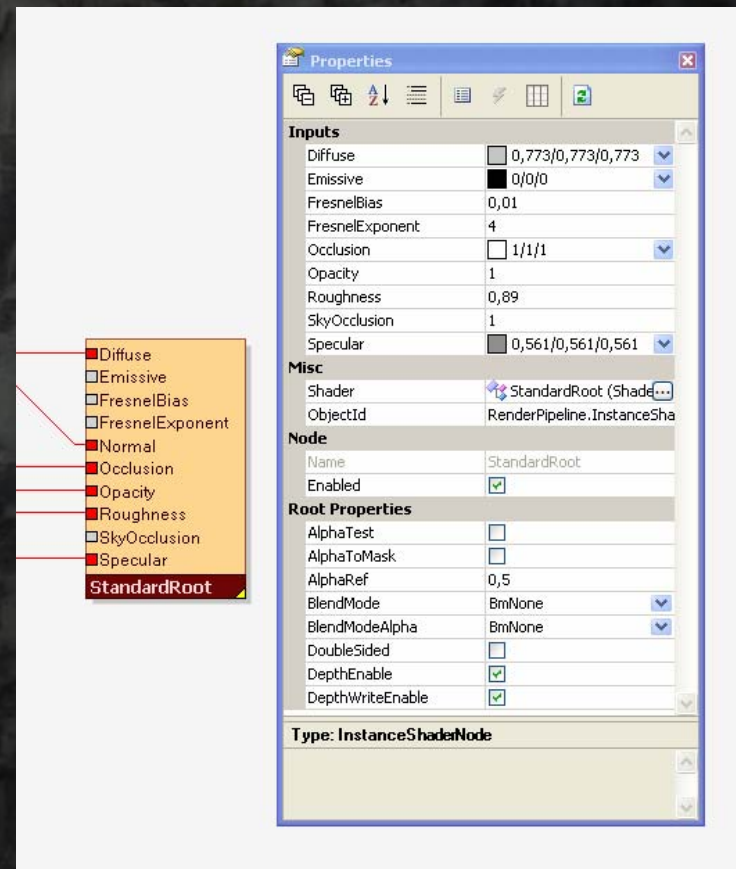 Properties
Inputs
Diffuse 0,773/0,773/0,773
Emissive 0/0/0
FresnelBias 0,01
FresnelExponent 4
Occlusion 1/1/1
Opacity 1
Roughness 0,89
SkyOcclusion 1
Specular 0,561/0,561/0,561
Misc
Shader StandardRoot (Shade...
ObjectId RenderPipeline.InstanceSha
Node
Name StandardRoot
Enabled
Root Properties
AlphaTest
AlphaToMask
AlphaRef 0,5
BlendMode BmNone
BlendModeAlpha BmNone
DoubleSided
DepthEnable
DepthWriteEnable
Type: InstanceShaderNode
Diffuse
Emissive
FresnelBias
FresnelExponent
Normal
Occlusion
Opacity
Roughness
SkyOcclusion
Specular
StandardRoot